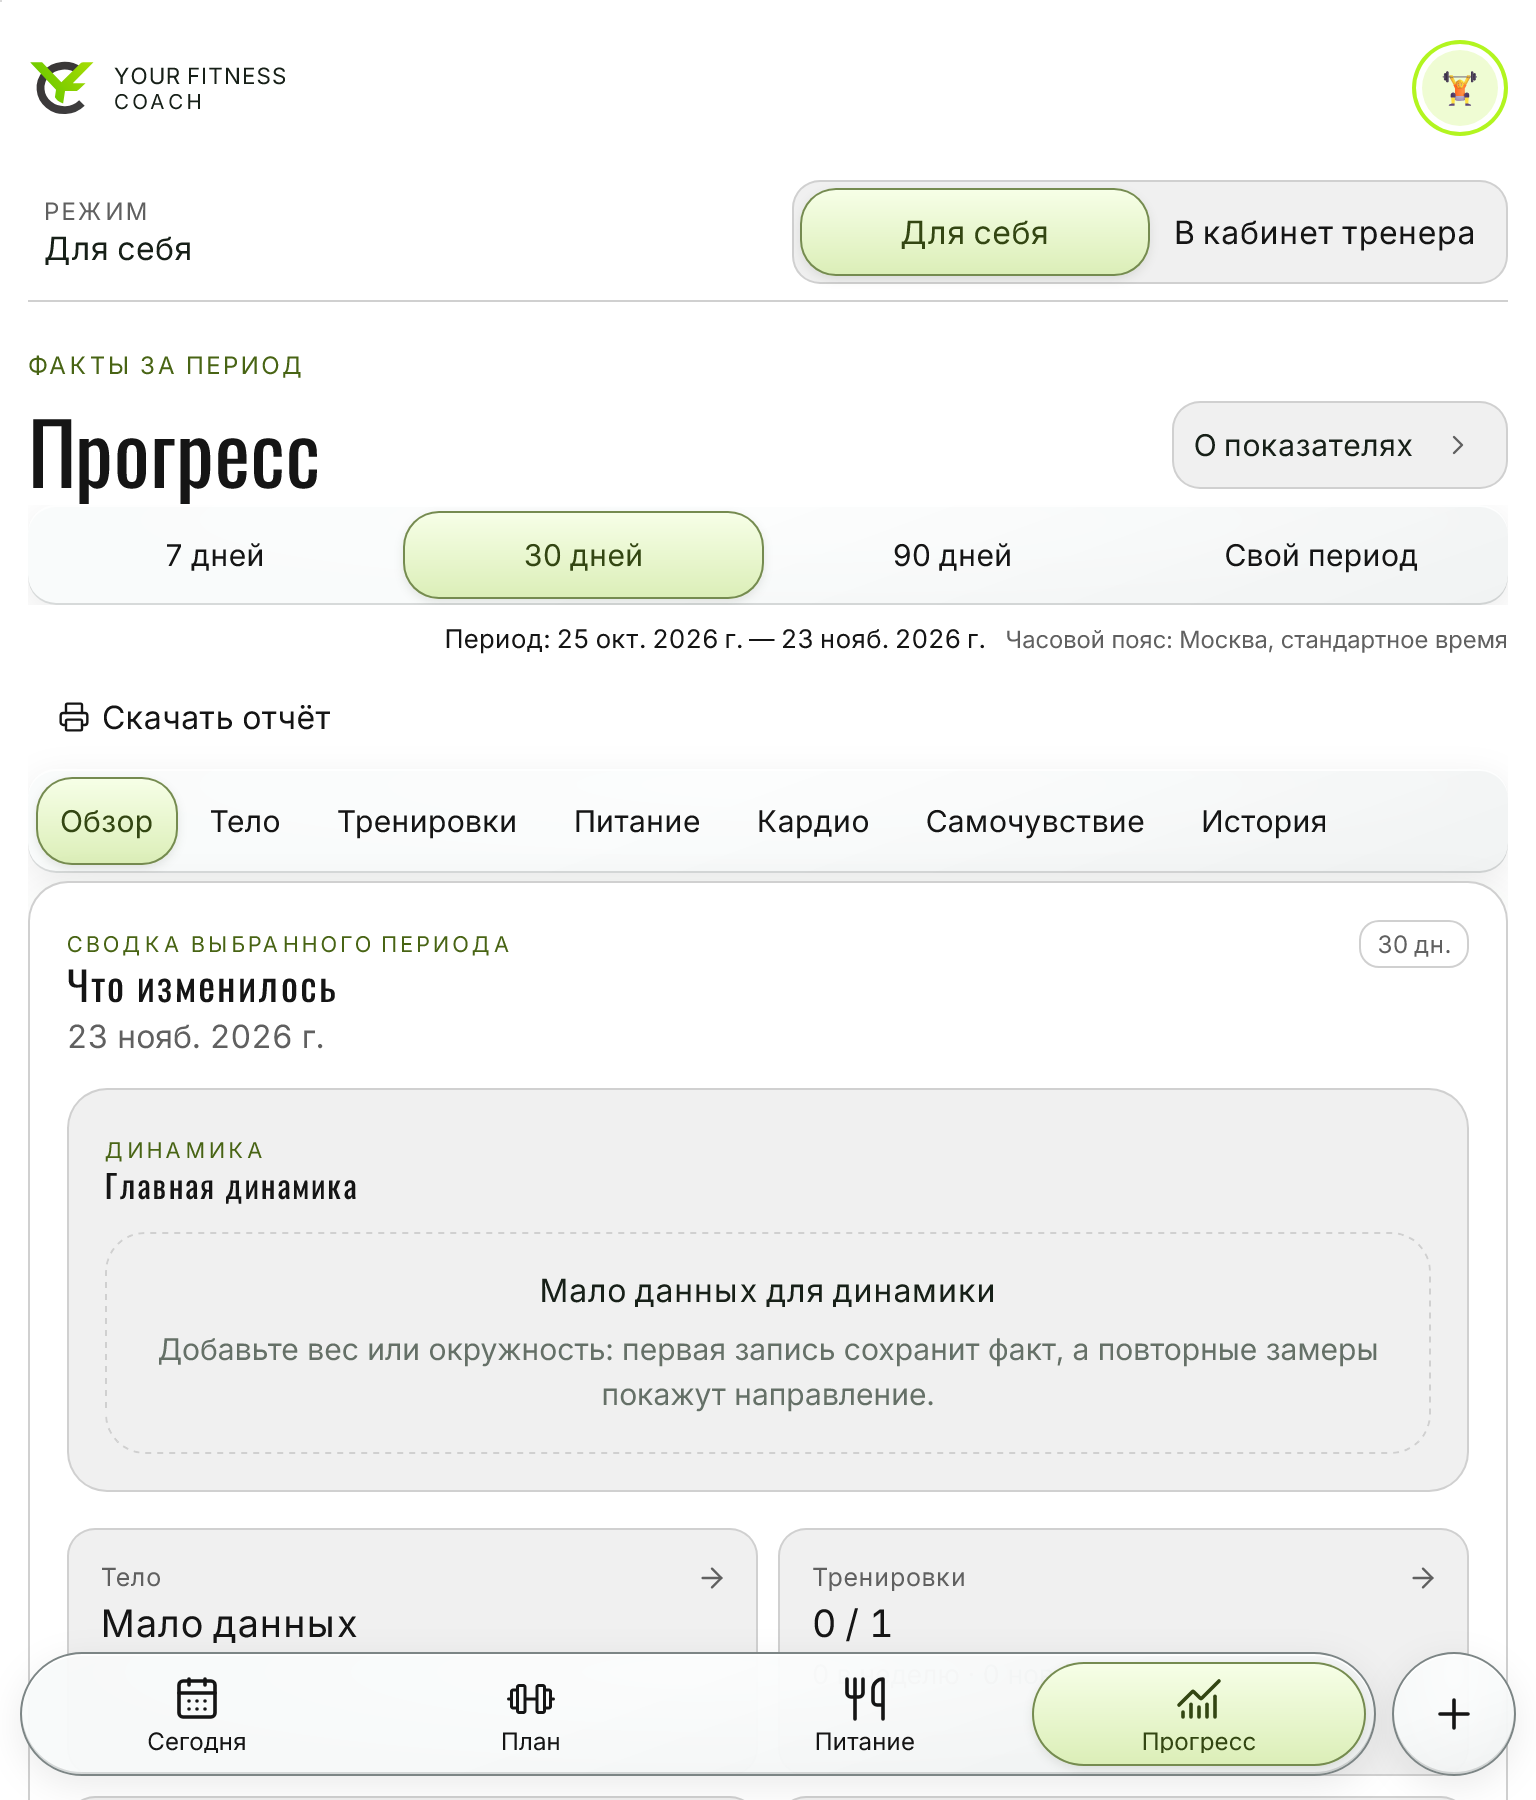 YOUR FITNESS
COACH
РЕЖИМ
Для себя
Для себя
В кабинет тренера
ФАКТЫ ЗА ПЕРИОД
Прогресс
О показателях
7 дней
30 дней
90 дней
Свой период
Период: 25 окт. 2026 г. — 23 нояб. 2026 г. Часовой пояс: Москва, стандартное время
Скачать отчёт
Обзор
Тело
Тренировки
Питание
Кардио
Самочувствие
История
СВОДКА ВЫБРАННОГО ПЕРИОДА
30 дн.
Что изменилось
23 нояб. 2026 г.
ДИНАМИКА
Главная динамика
Мало данных для динамики
Добавьте вес или окружность: первая запись сохранит факт, а повторные замеры
покажут направление.
Тело
Мало данных
Тренировки
0 / 1
Сегодня
План
Питание
Прогресс